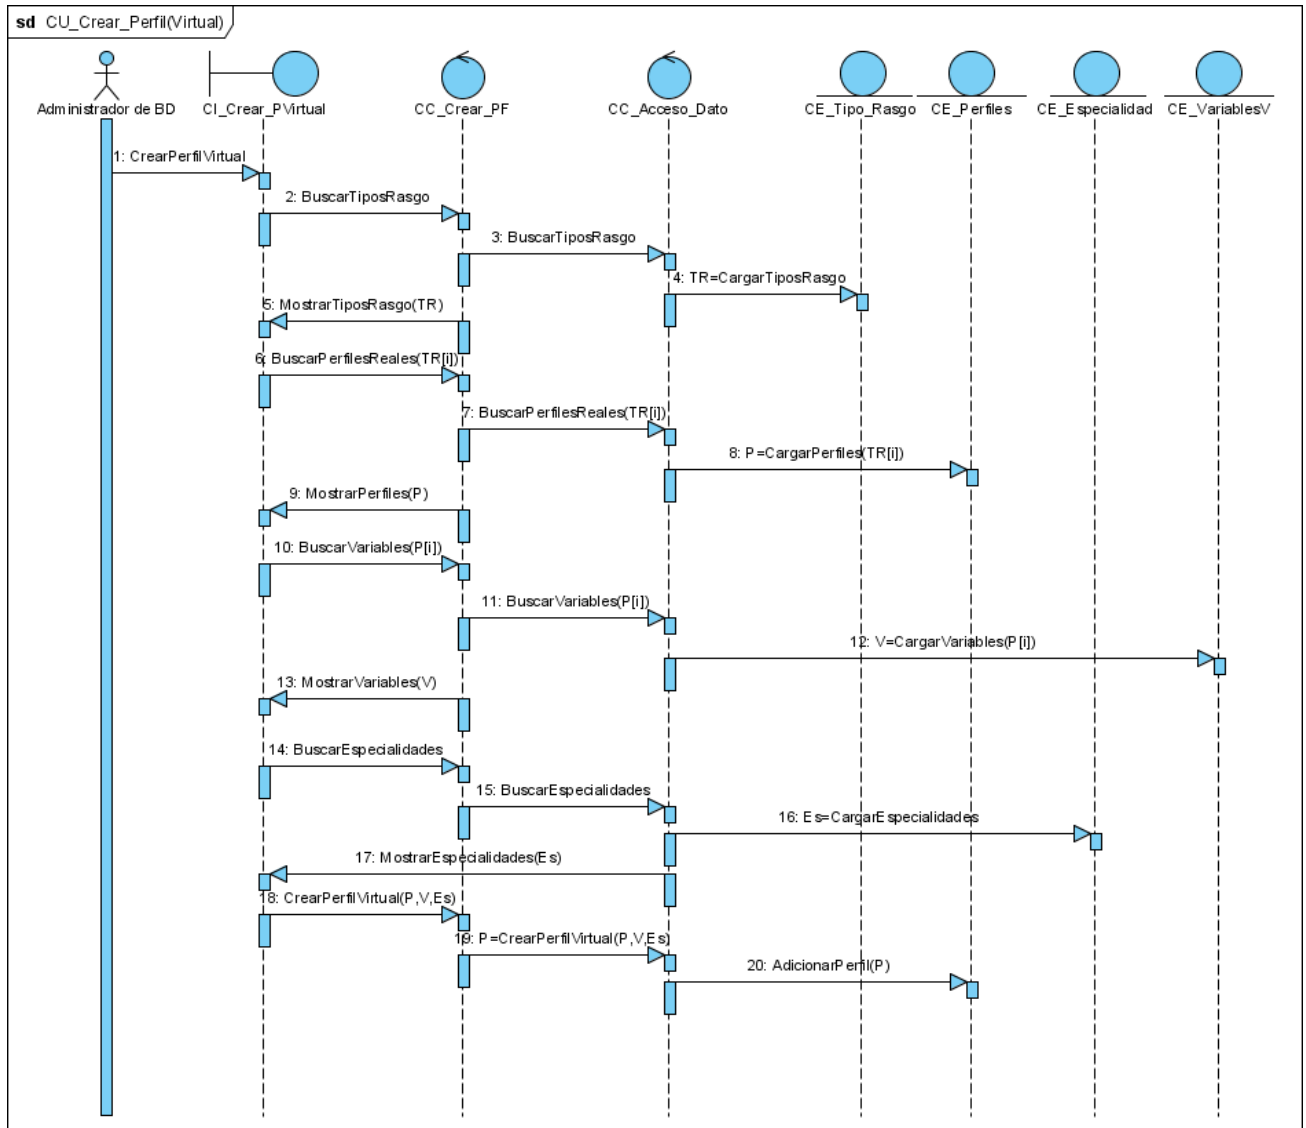 sd CU_Crear_Perfil(Virtual)
Administrador de BD
CI_Crear_PVirtual
CC_Crear_PF
CC_Acceso_Dato
CE_Tipo_Rasgo
CE_Perfiles
CE_Especialidad
CE_VariablesV
1: CrearPerfilVirtual
2: BuscarTiposRasgo
3: BuscarTiposRasgo
4: TR=CargarTiposRasgo
5: MostrarTiposRasgo(TR)
6: BuscarPerfilesReales(TR[i])
7: BuscarPerfilesReales(TR[i])
8: P=CargarPerfiles(TR[i])
9: MostrarPerfiles(P)
10: BuscarVariables(P[i])
11: BuscarVariables(P[i])
12: V=CargarVariables(P[i])
13: MostrarVariables(V)
14: BuscarEspecialidades
15: BuscarEspecialidades
16: Es=CargarEspecialidades
17: MostrarEspecialidades(Es)
18: CrearPerfilVirtual(P,V,Es)
19: P=CrearPerfilVirtual(P,V,Es)
20: AdicionarPerfil(P)